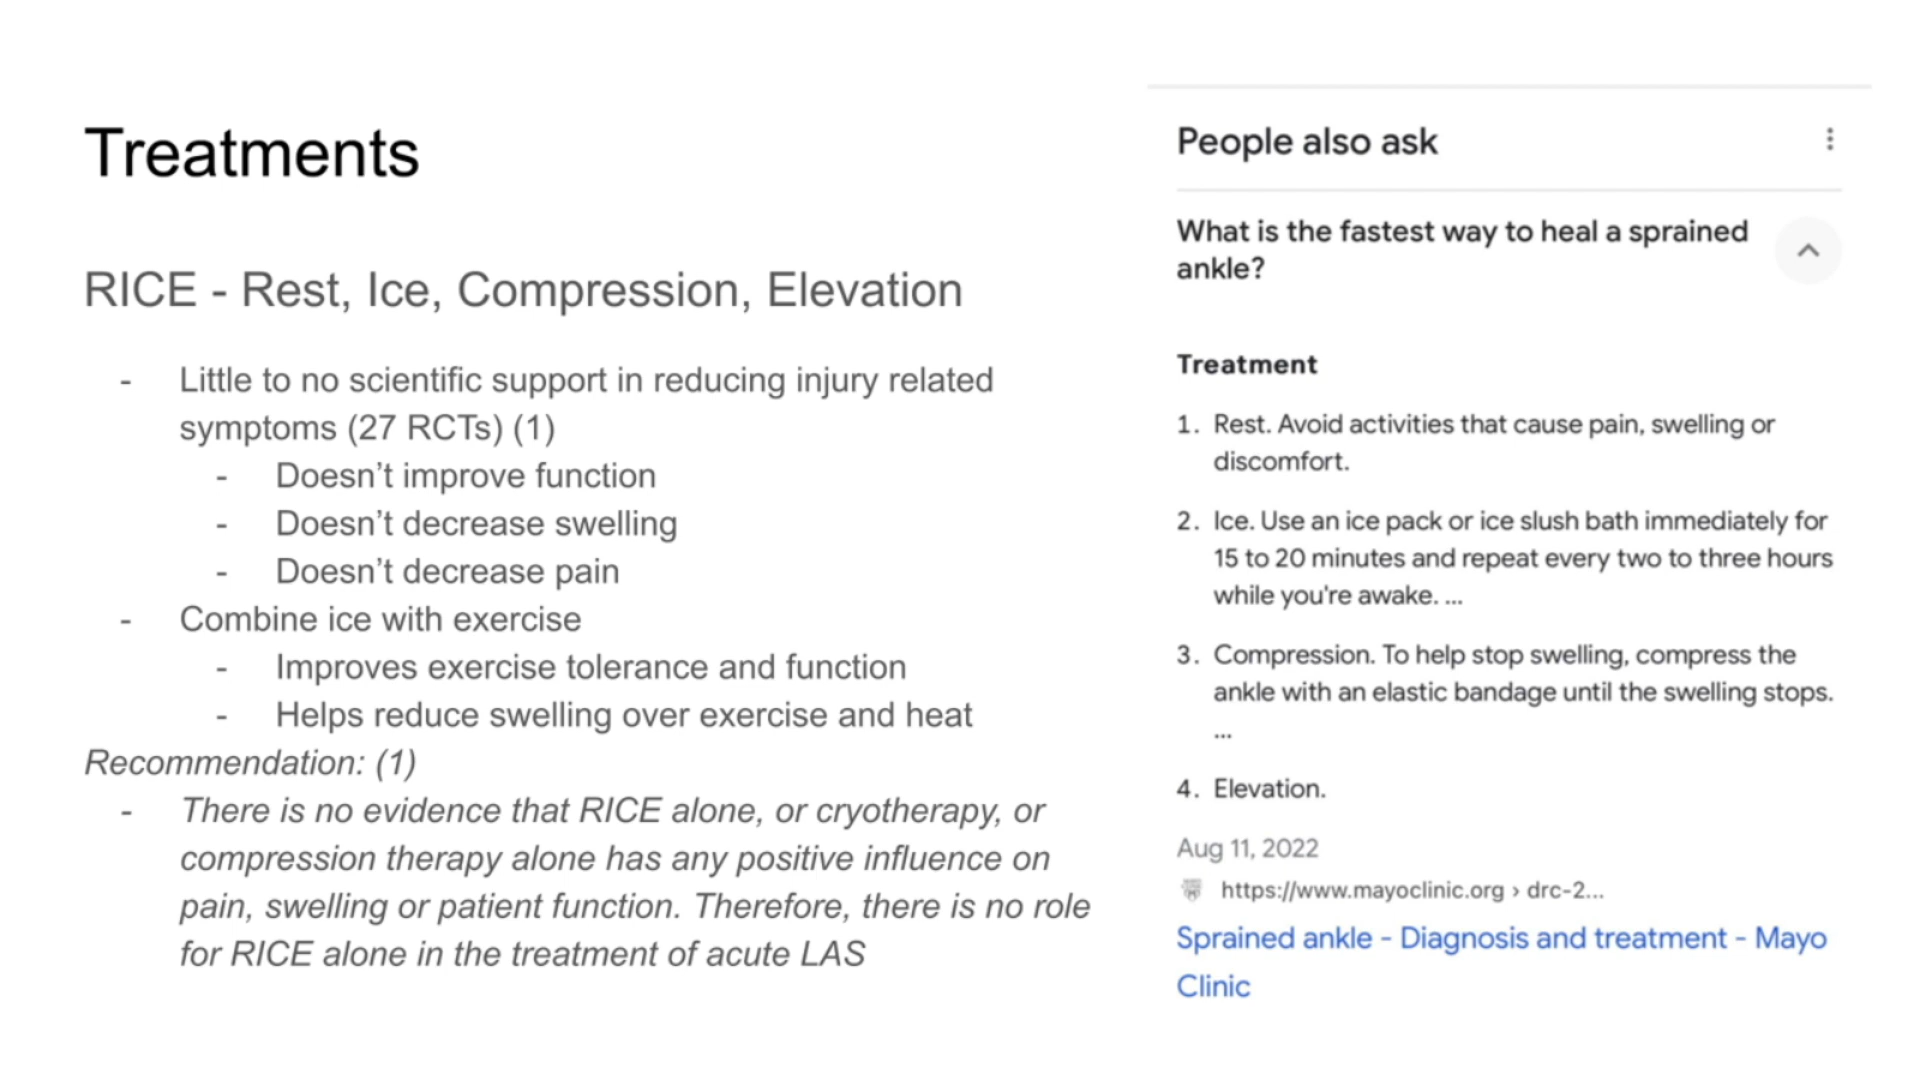 Treatments
RICE - Rest, Ice, Compression, Elevation
- Little to no scientific support in reducing injury related
symptoms (27 RCTs) (1)
- Doesn’t improve function
- Doesn’t decrease swelling
- Doesn’t decrease pain
- Combine ice with exercise
- Improves exercise tolerance and function
- Helps reduce swelling over exercise and heat
Recommendation: (1)
- There is no evidence that RICE alone, or cryotherapy, or
compression therapy alone has any positive influence on
pain, swelling or patient function. Therefore, there is no role
for RICE alone in the treatment of acute LAS
People also ask
What is the fastest way to heal a sprained
ankle?
Treatment
1. Rest. Avoid activities that cause pain, swelling or
discomfort.
2. Ice. Use an ice pack or ice slush bath immediately for
15 to 20 minutes and repeat every two to three hours
while you're awake. ...
3. Compression. To help stop swelling, compress the
ankle with an elastic bandage until the swelling stops.
...
4. Elevation.
Aug 11, 2022
https://www.mayoclinic.org › drc-2...
Sprained ankle - Diagnosis and treatment - Mayo
Clinic